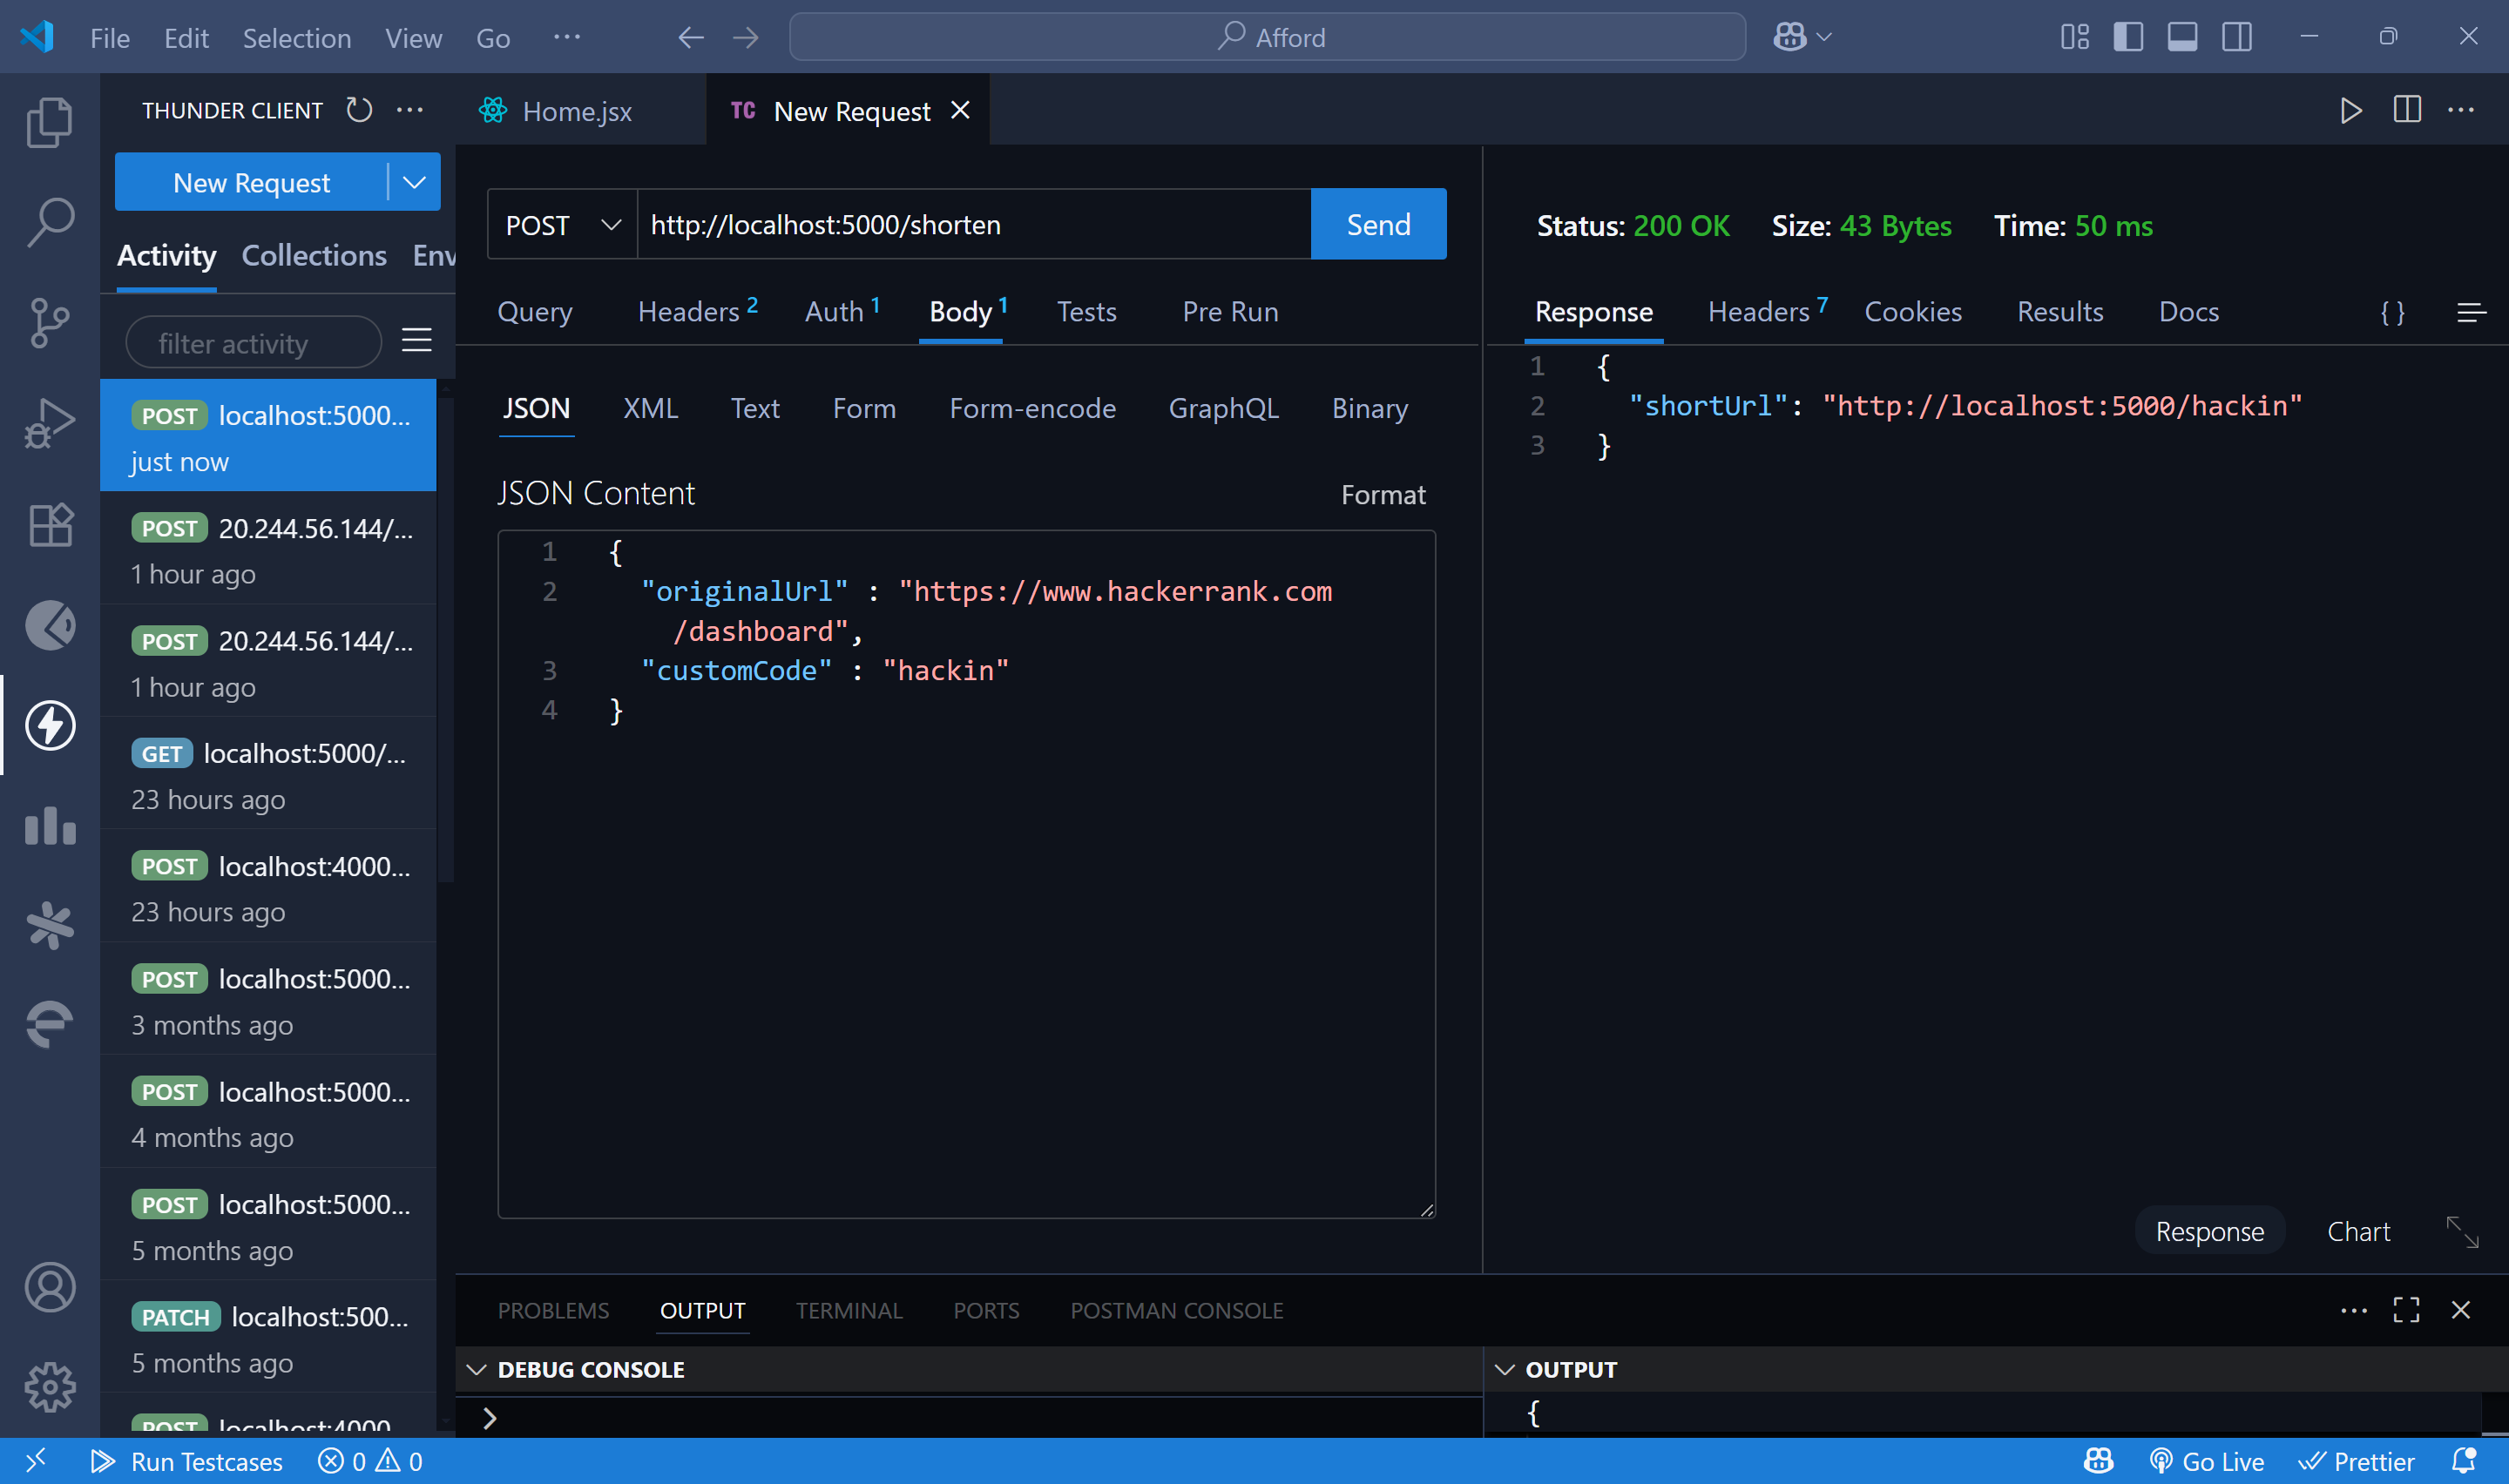 File Edit Selection View Go ···
Afford
THUNDER CLIENT ···
New Request
Activity Collections Env
filter activity
POST localhost:5000...
just now
POST 20.244.56.144/...
1 hour ago
POST 20.244.56.144/...
1 hour ago
GET localhost:5000/...
23 hours ago
POST localhost:4000...
23 hours ago
POST localhost:5000...
3 months ago
POST localhost:5000...
4 months ago
POST localhost:5000...
5 months ago
PATCH localhost:500...
5 months ago
POST localhost:4000
Home.jsx
TC New Request
POST http://localhost:5000/shorten Send
Query Headers 2 Auth 1 Body 1 Tests Pre Run
JSON XML Text Form Form-encode GraphQL Binary
JSON Content Format
1 {
2 "originalUrl" : "https://www.hackerrank.com
/dashboard",
3 "customCode" : "hackin"
4 }
Status: 200 OK Size: 43 Bytes Time: 50 ms
Response Headers 7 Cookies Results Docs {}
1 {
2 "shortUrl": "http://localhost:5000/hackin"
3 }
Response Chart
PROBLEMS OUTPUT TERMINAL PORTS POSTMAN CONSOLE
DEBUG CONSOLE
OUTPUT
{
Run Testcases 0 0 Go Live Prettier